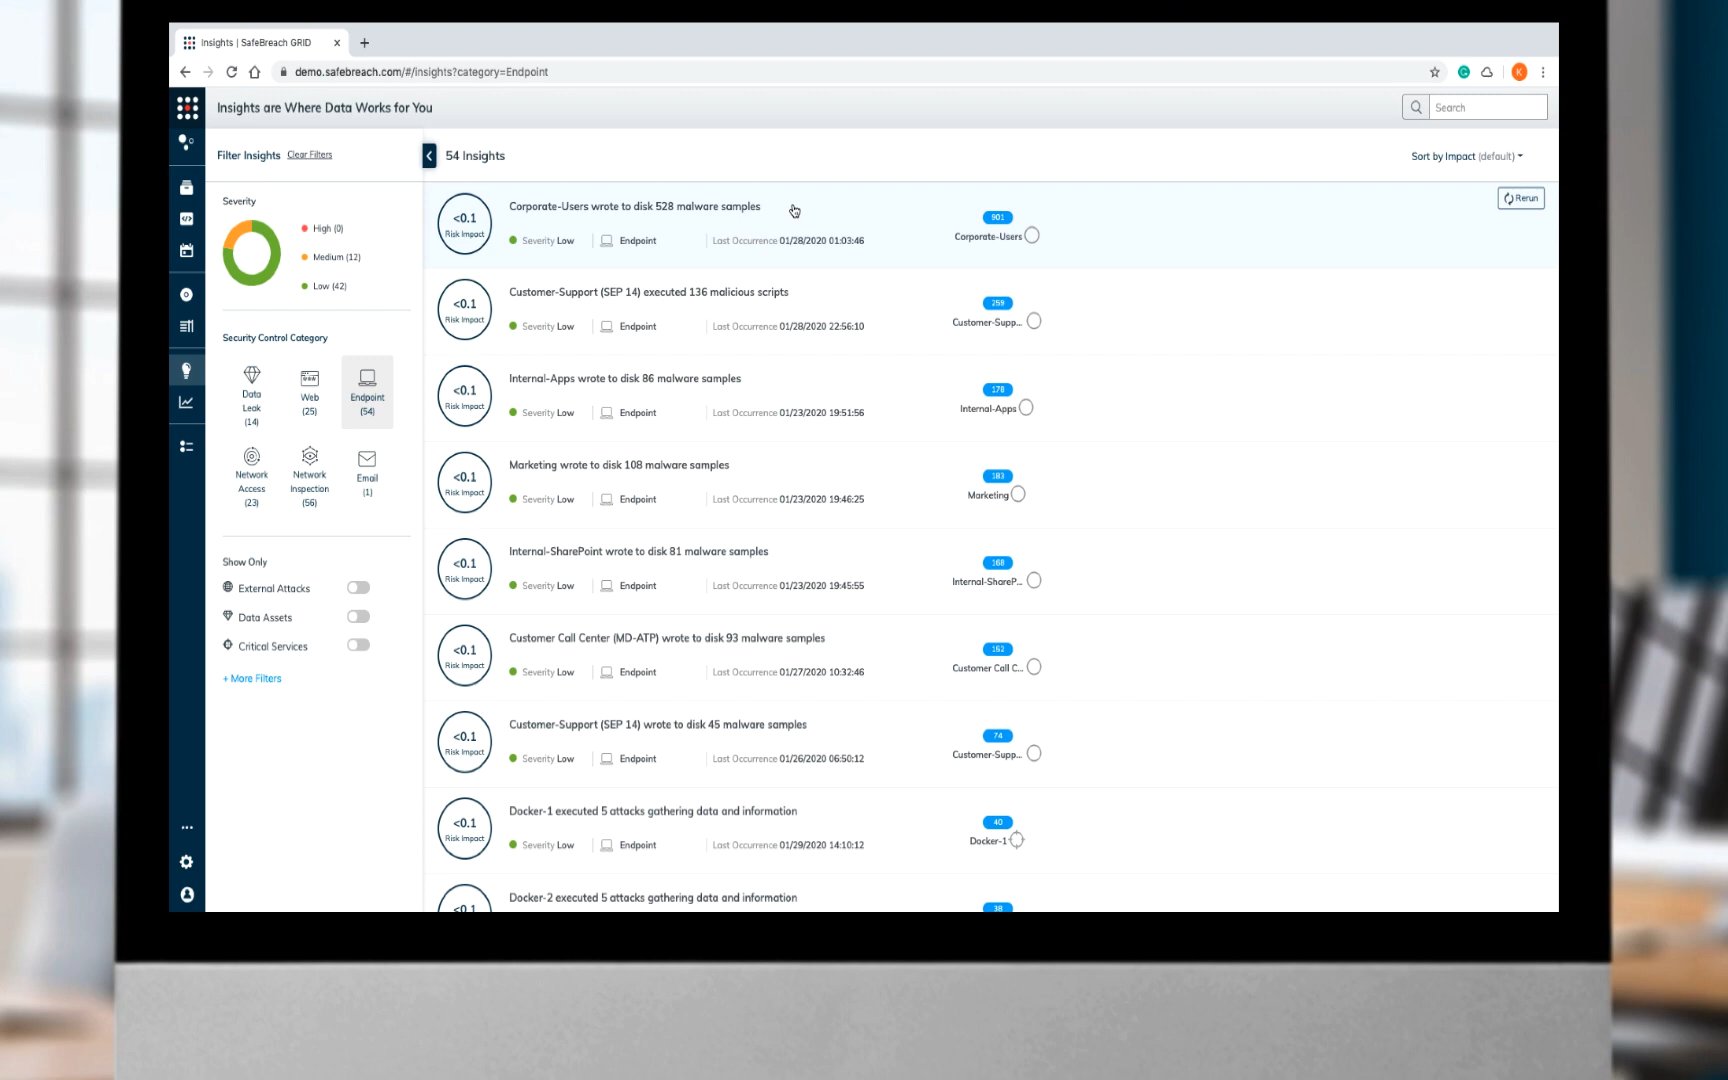 Insights | SafeBreach GRID
demo.safebreach.com/#/insights?category=Endpoint
K
Insights are Where Data Works for You
Search
Filter Insights Clear Filters
54 Insights
Sort by Impact (default)
Severity
High (0)
Medium (12)
Low (42)
Security Control Category
Data Leak (14)
Web (25)
Endpoint (54)
Network Access (23)
Network Inspection (56)
Email (1)
Show Only
External Attacks
Data Assets
Critical Services
+ More Filters
<0.1 Risk Impact
Corporate-Users wrote to disk 528 malware samples
Severity Low Endpoint Last Occurrence 01/28/2020 01:03:46
901
Corporate-Users
Rerun
<0.1 Risk Impact
Customer-Support (SEP 14) executed 136 malicious scripts
Severity Low Endpoint Last Occurrence 01/28/2020 22:56:10
259
Customer-Supp...
<0.1 Risk Impact
Internal-Apps wrote to disk 86 malware samples
Severity Low Endpoint Last Occurrence 01/23/2020 19:51:56
178
Internal-Apps
<0.1 Risk Impact
Marketing wrote to disk 108 malware samples
Severity Low Endpoint Last Occurrence 01/23/2020 19:46:25
183
Marketing
<0.1 Risk Impact
Internal-SharePoint wrote to disk 81 malware samples
Severity Low Endpoint Last Occurrence 01/23/2020 19:45:55
168
Internal-ShareP...
<0.1 Risk Impact
Customer Call Center (MD-ATP) wrote to disk 93 malware samples
Severity Low Endpoint Last Occurrence 01/27/2020 10:32:46
152
Customer Call C...
<0.1 Risk Impact
Customer-Support (SEP 14) wrote to disk 45 malware samples
Severity Low Endpoint Last Occurrence 01/26/2020 06:50:12
74
Customer-Supp...
<0.1 Risk Impact
Docker-1 executed 5 attacks gathering data and information
Severity Low Endpoint Last Occurrence 01/29/2020 14:10:12
40
Docker-1
<0.1
Docker-2 executed 5 attacks gathering data and information
38